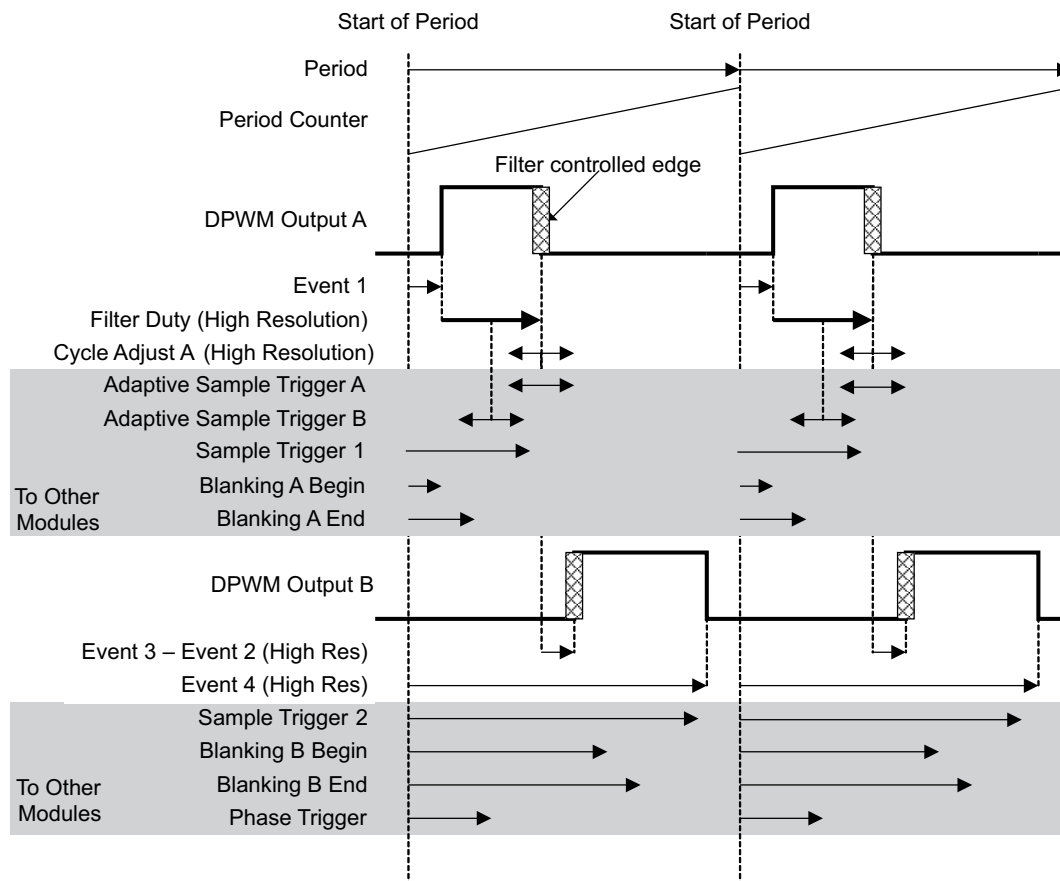 Start of Period
Start of Period
Period
Period Counter
Filter controlled edge
DPWM Output A
Event 1
Filter Duty (High Resolution)
Cycle Adjust A (High Resolution)
Adaptive Sample Trigger A
Adaptive Sample Trigger B
Sample Trigger 1
Blanking A Begin
To Other
Modules
Blanking A End
DPWM Output B
Event 3 – Event 2 (High Res)
Event 4 (High Res)
Sample Trigger 2
Blanking B Begin
To Other
Modules
Blanking B End
Phase Trigger